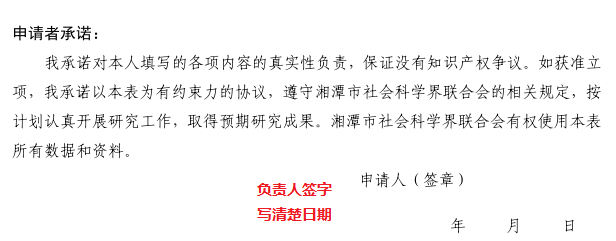 申请者承诺：
我承诺对本人填写的各项内容的真实性负责，保证没有知识产权争议。如获准立
项，我承诺以本表为有约束力的协议，遵守湘潭市社会科学界联合会的相关规定，按
计划认真开展研究工作，取得预期研究成果。湘潭市社会科学界联合会有权使用本表
所有数据和资料。
申请人（签章）
负责人签字
写清楚日期
年 月 日